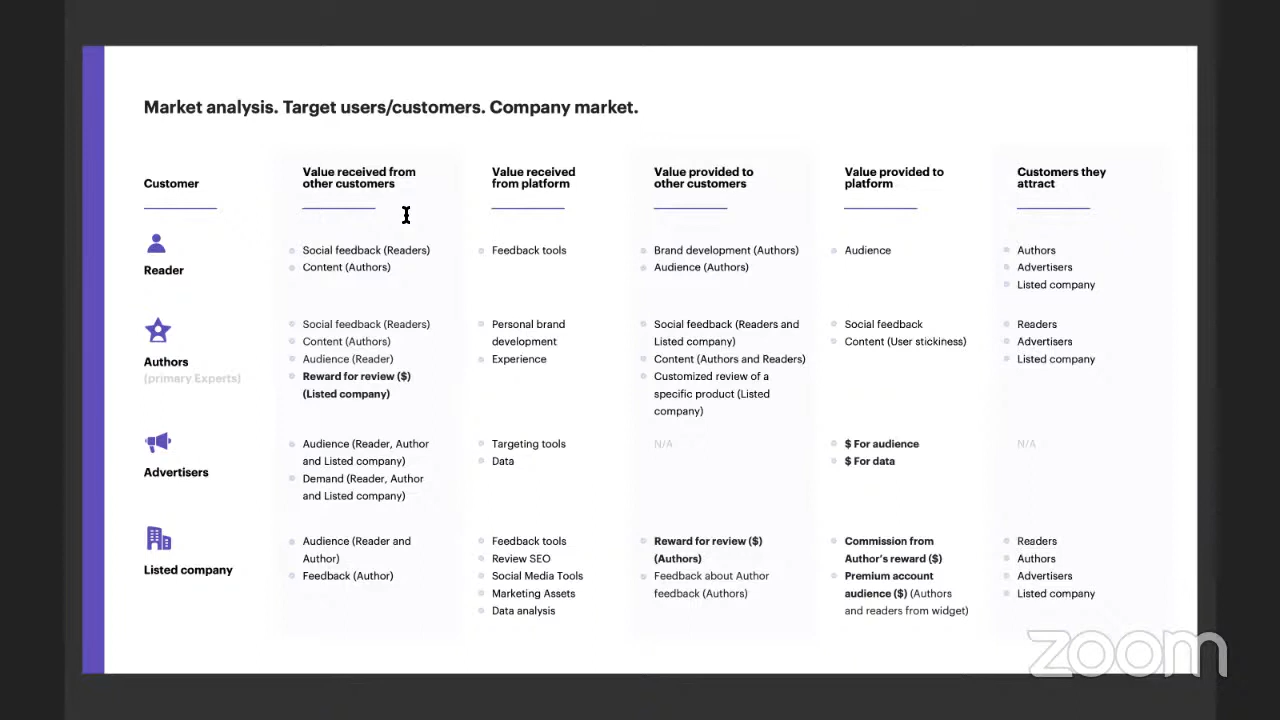 Market analysis. Target users/customers. Company market.
Customer
Value received from
other customers
Value received
from platform
Value provided to
other customers
Value provided to
platform
Customers they
attract
Reader
Social feedback (Readers)
Content (Authors)
Feedback tools
Brand development (Authors)
Audience (Authors)
Audience
Authors
Advertisers
Listed company
Authors
(primary Experts)
Social feedback (Readers)
Content (Authors)
Audience (Reader)
Reward for review ($)
(Listed company)
Personal brand
development
Experience
Social feedback (Readers and
Listed company)
Content (Authors and Readers)
Customized review of a
specific product (Listed
company)
Social feedback
Content (User stickiness)
Readers
Advertisers
Listed company
Advertisers
Audience (Reader, Author
and Listed company)
Demand (Reader, Author
and Listed company)
Targeting tools
Data
N/A
$ For audience
$ For data
N/A
Listed company
Audience (Reader and
Author)
Feedback (Author)
Feedback tools
Review SEO
Social Media Tools
Marketing Assets
Data analysis
Reward for review ($)
(Authors)
Feedback about Author
feedback (Authors)
Commission from
Author's reward ($)
Premium account
audience ($) (Authors
and readers from widget)
Readers
Authors
Advertisers
Listed company
zoom